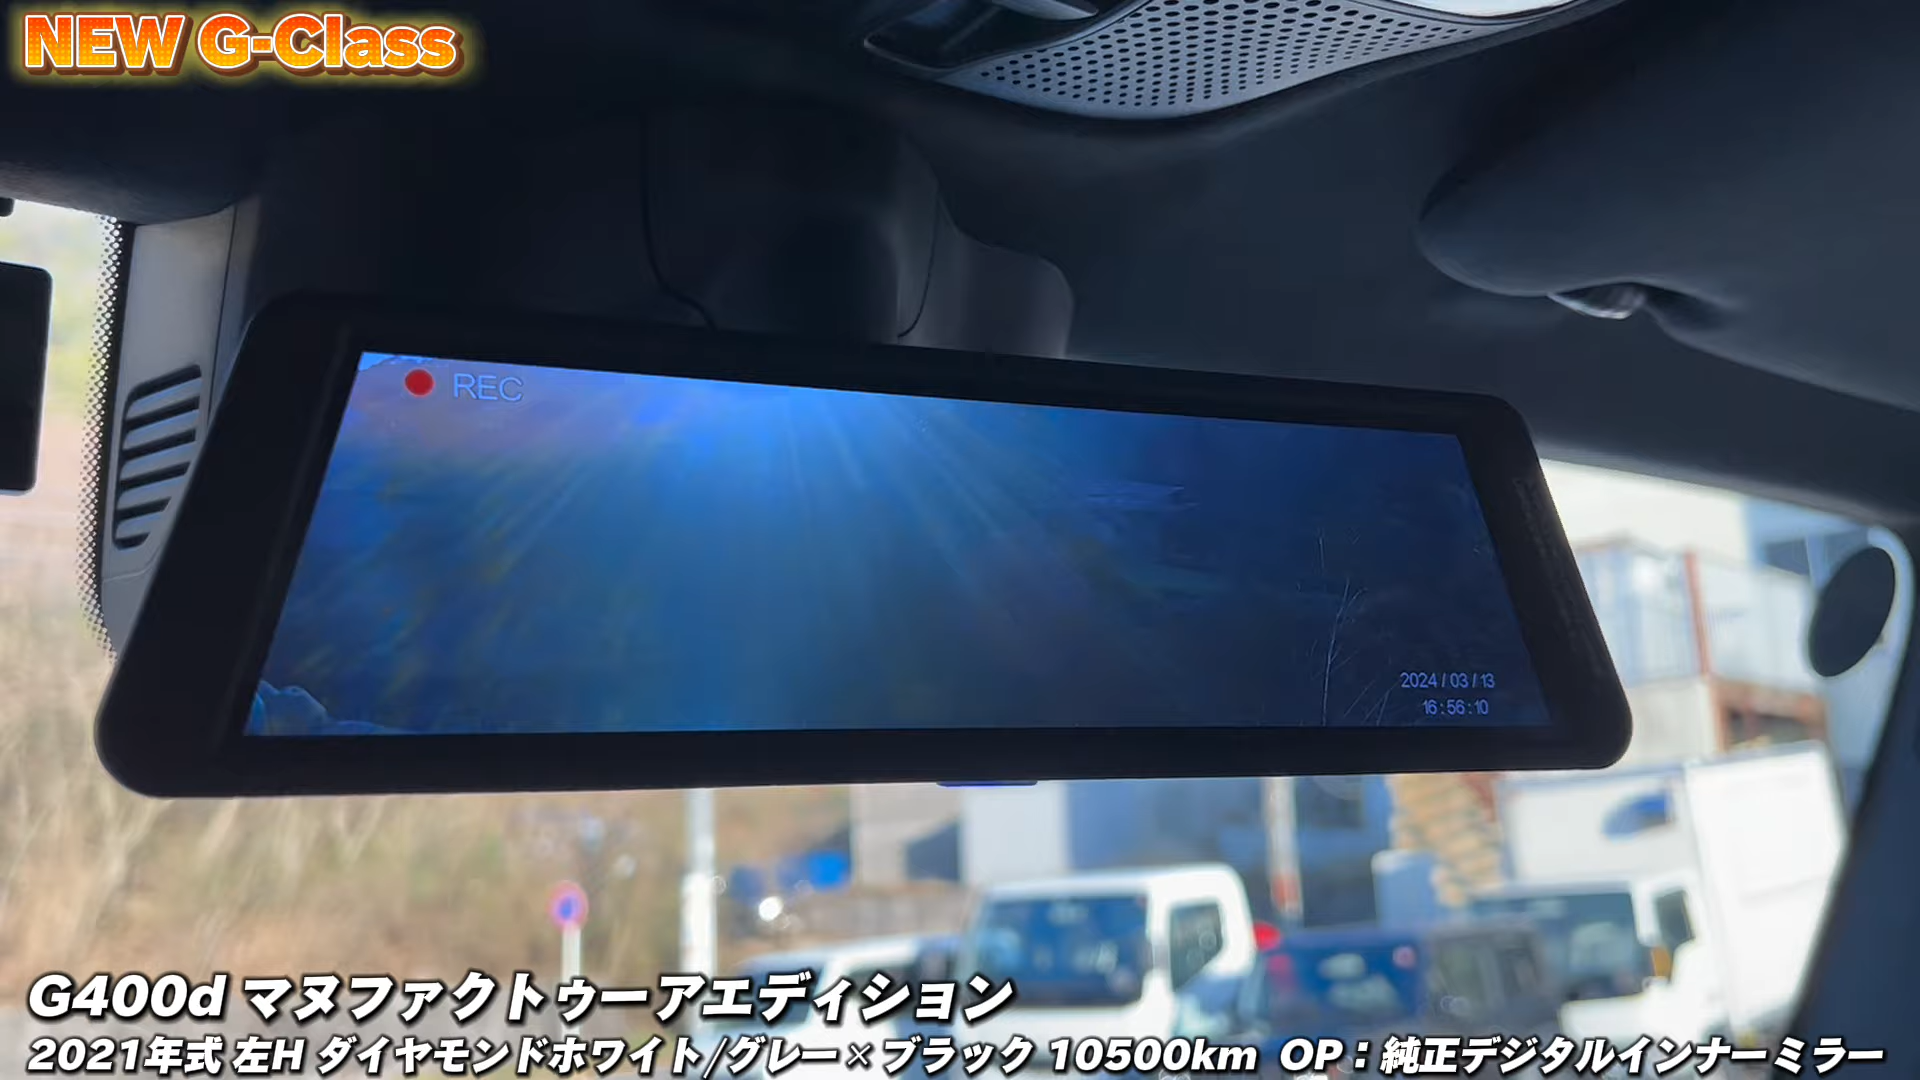 NEW G-Class
REC
2024/03/13
16:56:10
G400d マヌファクトゥーアエディション
2021年式 左H ダイヤモンドホワイト/グレー×ブラック 10500km OP：純正デジタルインナーミラー